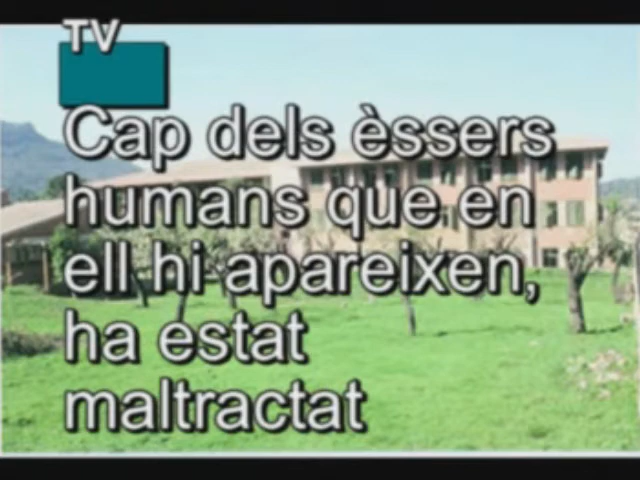 TV
Cap dels èssers
humans que en
ell hi apareixen,
ha estat
maltractat